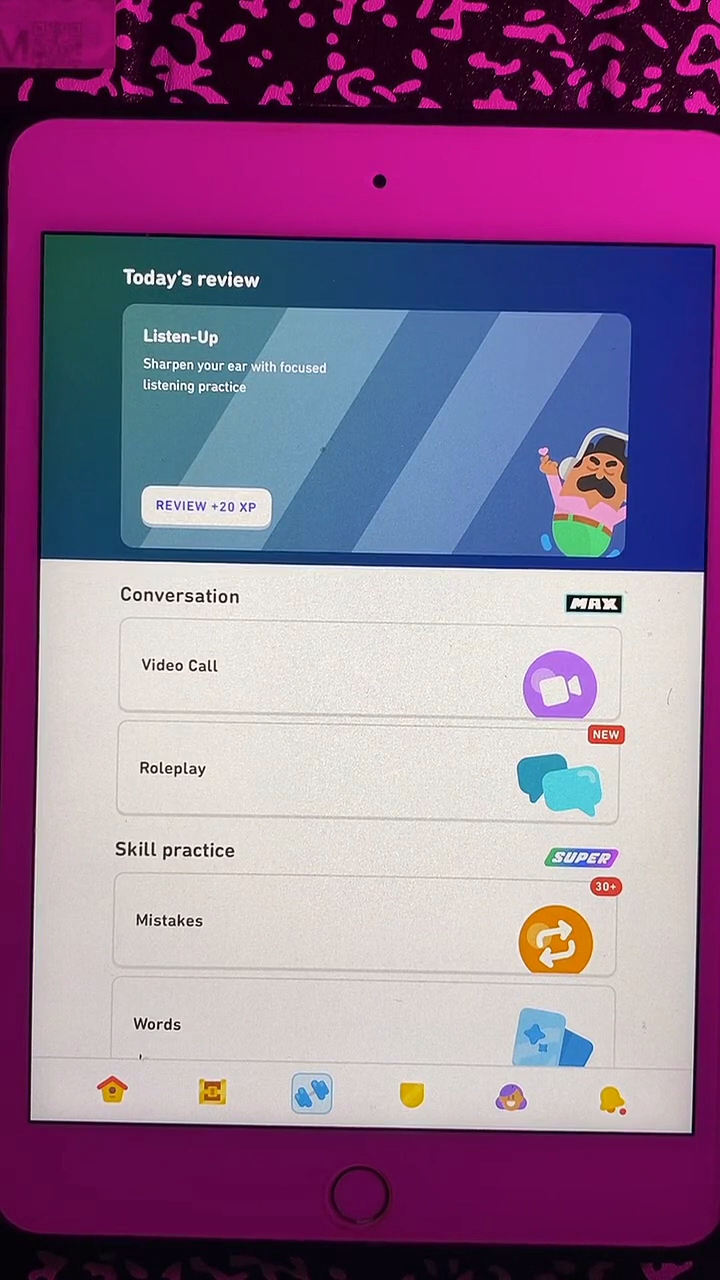 M
Today's review
Listen-Up
Sharpen your ear with focused
listening practice
REVIEW +20 XP
Conversation
MAX
Video Call
NEW
Roleplay
Skill practice
SUPER
30+
Mistakes
Words